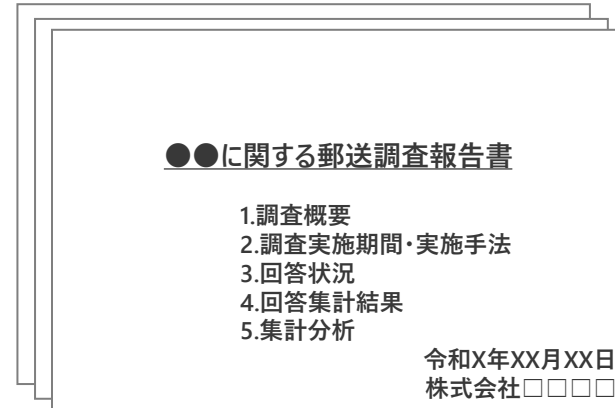 ●●に関する郵送調査報告書
1.調査概要
2.調査実施期間・実施手法
3.回答状況
4.回答集計結果
5.集計分析
令和X年XX月XX日
株式会社□□□□